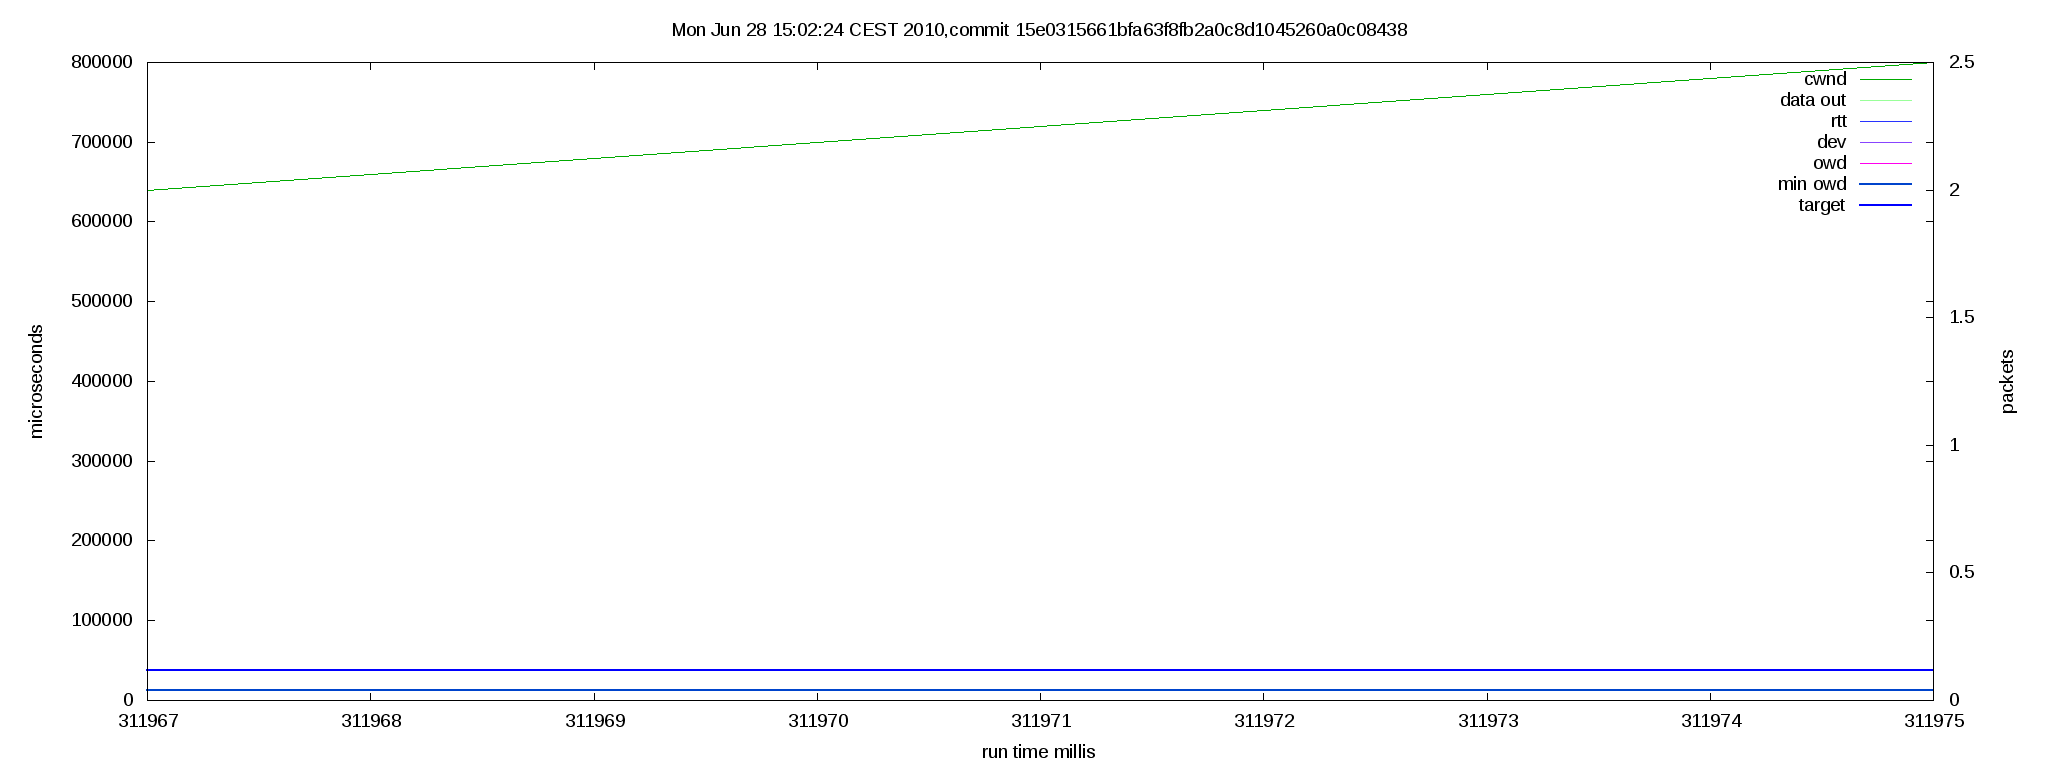 Mon Jun 28 15:02:24 CEST 2010,commit 15e0315661bfa63f8fb2a0c8d1045260a0c08438
800000
700000
600000
500000
400000
300000
200000
100000
0
microseconds
cwnd
data out
rtt
dev
owd
min owd
target
2.5
2
1.5
1
0.5
0
packets
311967 311968 311969 311970 311971 311972 311973 311974 311975
run time millis